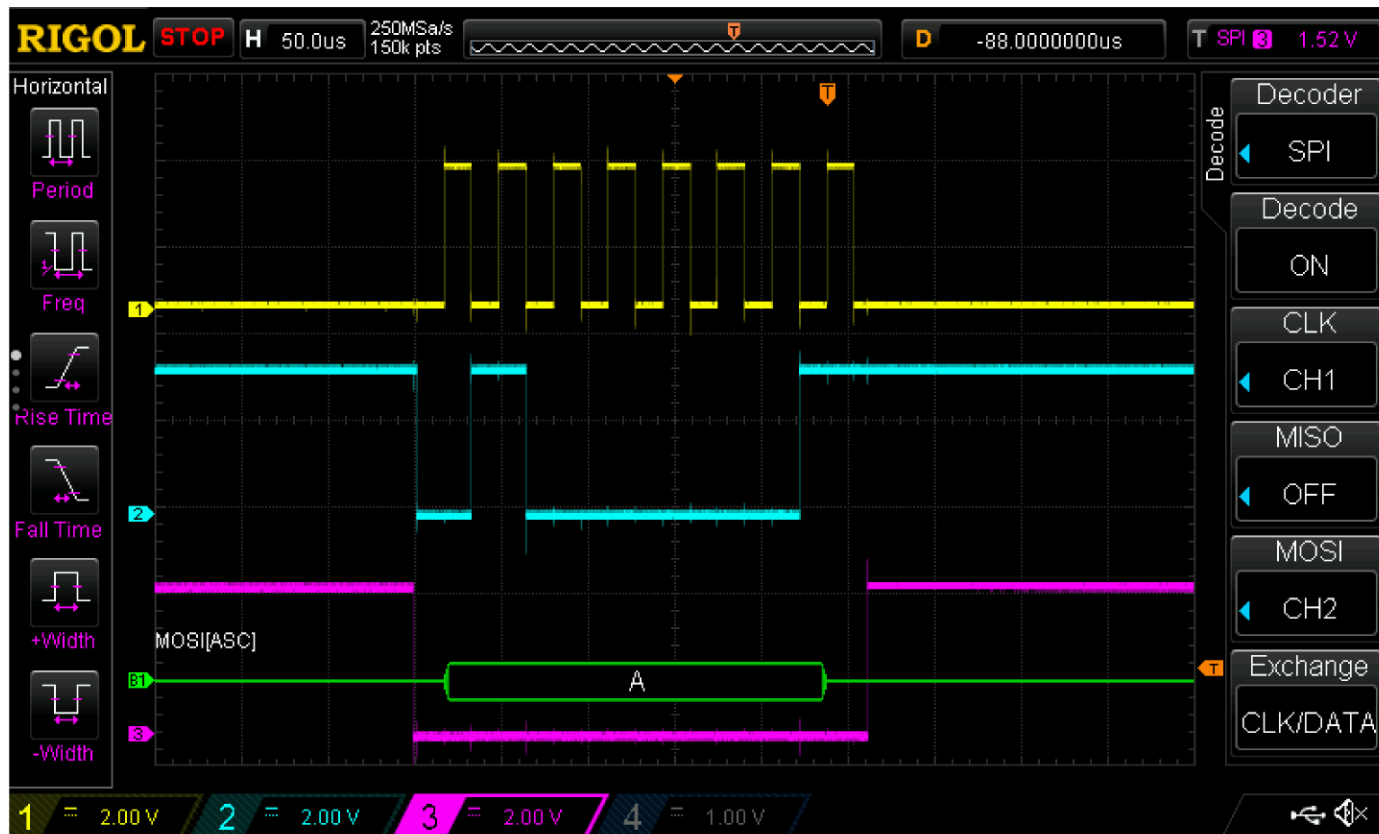 RIGOL STOP H 50.0us 250MSa/s 150k pts D -88.0000000us T SPI 3 1.52 V
Horizontal
Period
Freq
Rise Time
Fall Time
+Width
-Width
T
T
1
2
MOSI[ASC]
B1 A
T
3
Decode
Decoder
SPI
Decode
ON
CLK
CH1
MISO
OFF
MOSI
CH2
Exchange
CLK/DATA
1 2.00 V 2 2.00 V 3 2.00 V 4 1.00 V